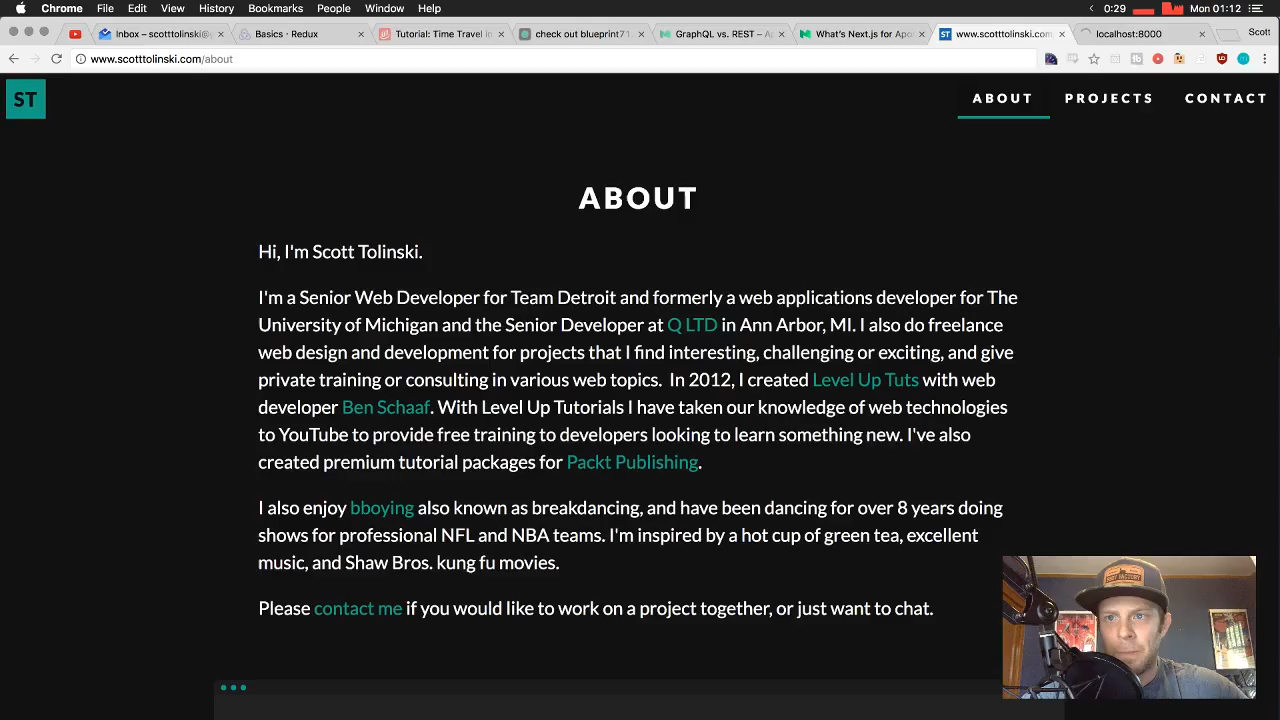 Chrome File Edit View History Bookmarks People Window Help 0:29 Mon 01:12
Inbox – scotttolinski@ Basics · Redux Tutorial: Time Travel in check out blueprint71 GraphQL vs. REST – Ap What's Next.js for Apo www.scotttolinski.com localhost:8000 Scott
www.scotttolinski.com/about
ST ABOUT PROJECTS CONTACT
ABOUT
Hi, I'm Scott Tolinski.
I'm a Senior Web Developer for Team Detroit and formerly a web applications developer for The
University of Michigan and the Senior Developer at Q LTD in Ann Arbor, MI. I also do freelance
web design and development for projects that I find interesting, challenging or exciting, and give
private training or consulting in various web topics. In 2012, I created Level Up Tuts with web
developer Ben Schaaf. With Level Up Tutorials I have taken our knowledge of web technologies
to YouTube to provide free training to developers looking to learn something new. I've also
created premium tutorial packages for Packt Publishing.
I also enjoy bboying also known as breakdancing, and have been dancing for over 8 years doing
shows for professional NFL and NBA teams. I'm inspired by a hot cup of green tea, excellent
music, and Shaw Bros. kung fu movies.
Please contact me if you would like to work on a project together, or just want to chat.